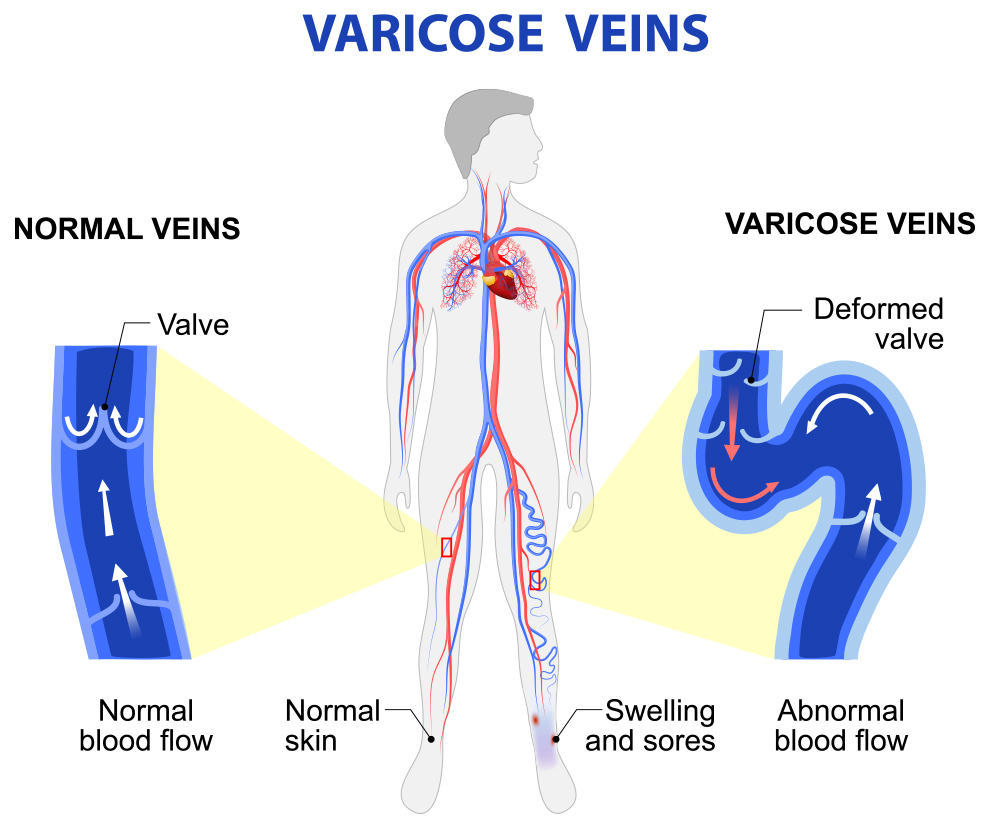 VARICOSE VEINS
NORMAL VEINS
VARICOSE VEINS
Valve
Deformed
valve
Normal
blood flow
Normal
skin
Swelling
and sores
Abnormal
blood flow